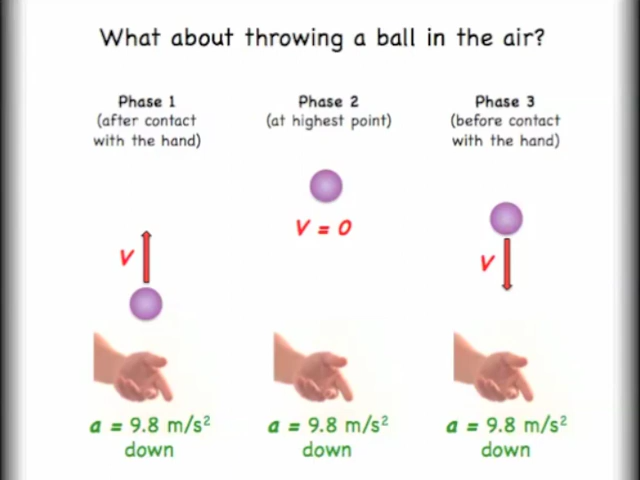 What about throwing a ball in the air?
Phase 1
(after contact
with the hand)
Phase 2
(at highest point)
Phase 3
(before contact
with the hand)
V
V = 0
V
a = 9.8 m/s²
down
a = 9.8 m/s²
down
a = 9.8 m/s²
down